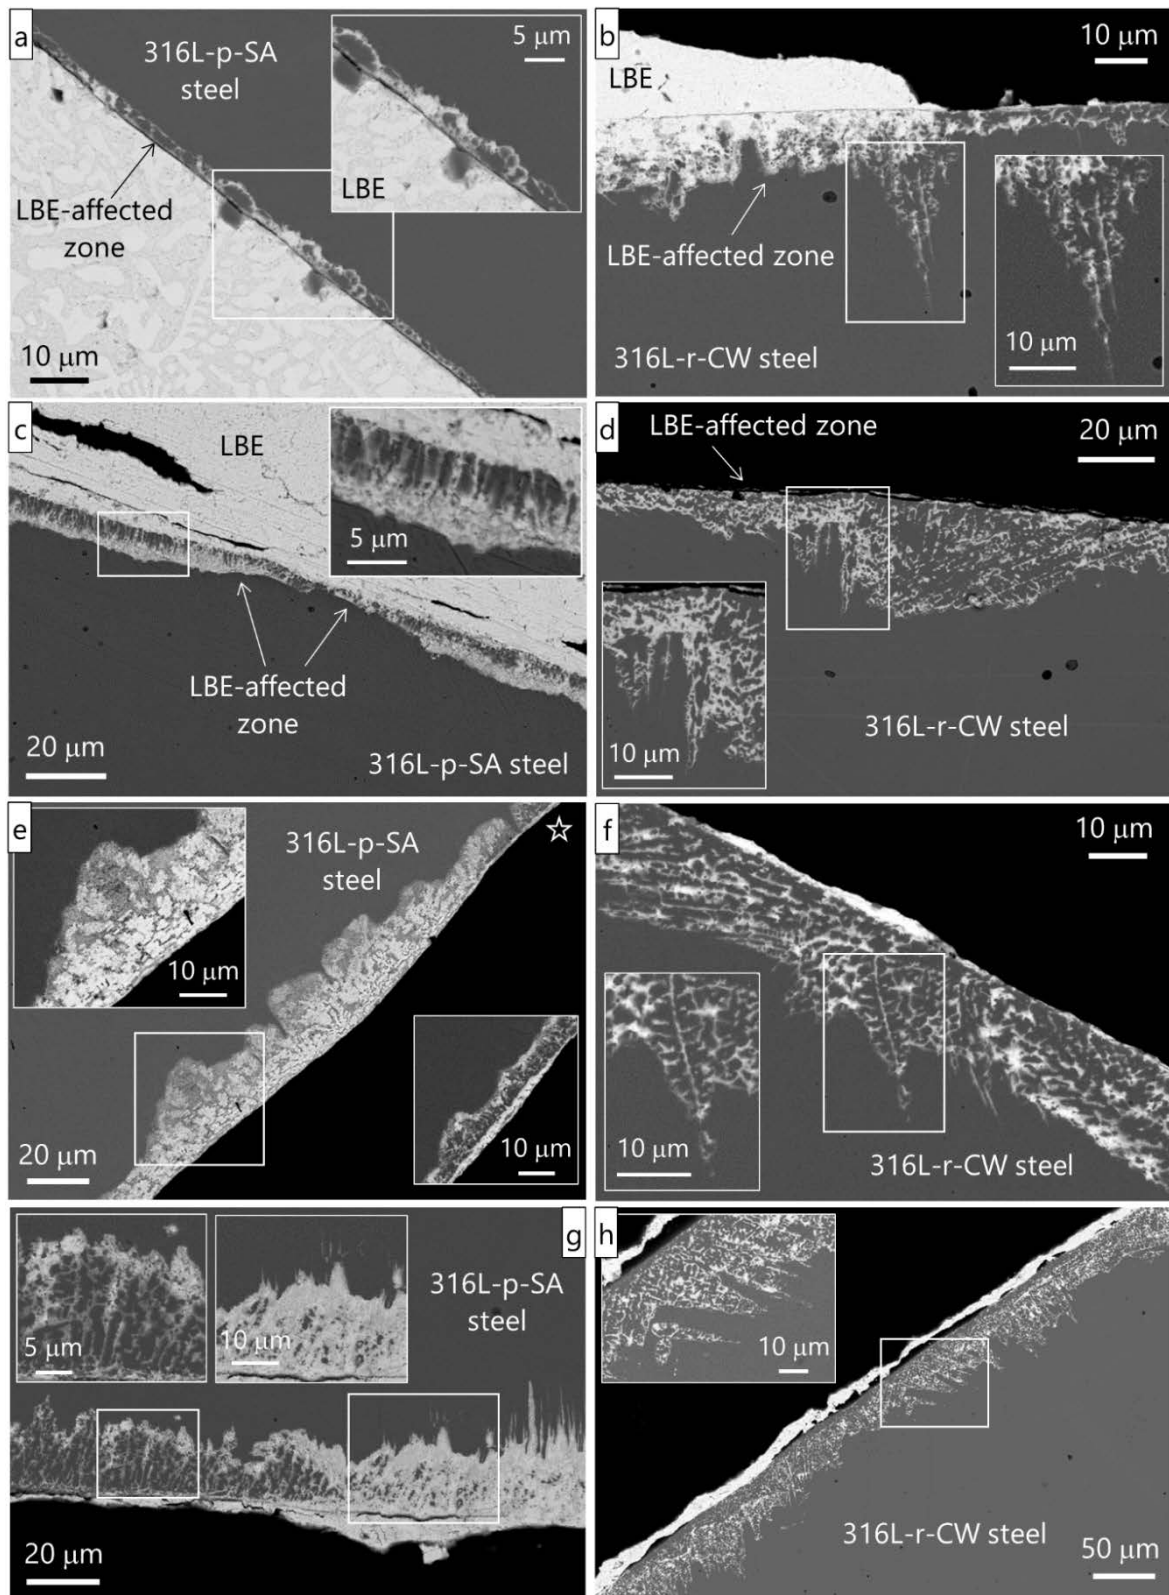 a
316L-p-SA
steel
5 μm
LBE
LBE-affected
zone
10 μm
b
10 μm
LBE
LBE-affected zone
10 μm
316L-r-CW steel
c
LBE
5 μm
LBE-affected
zone
20 μm
316L-p-SA steel
d
LBE-affected zone
20 μm
10 μm
316L-r-CW steel
e
316L-p-SA
steel
10 μm
20 μm
10 μm
f
10 μm
10 μm
316L-r-CW steel
g
316L-p-SA
steel
5 μm
10 μm
20 μm
h
10 μm
316L-r-CW steel
50 μm